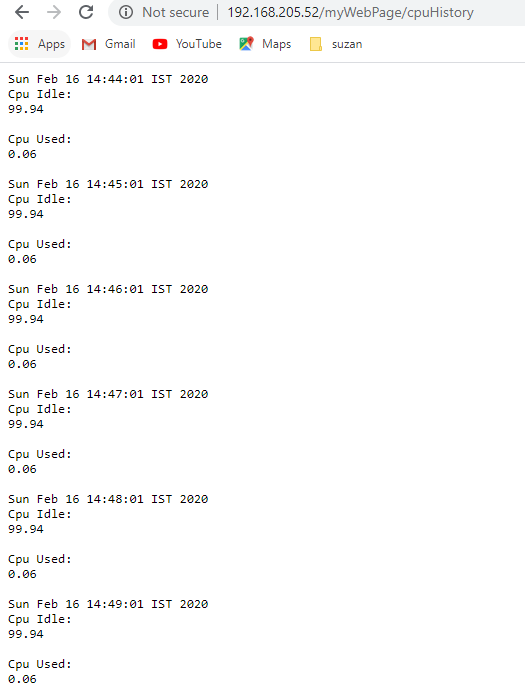 Not secure | 192.168.205.52/myWebPage/cpuHistory
Apps Gmail YouTube Maps suzan
Sun Feb 16 14:44:01 IST 2020
Cpu Idle:
99.94
Cpu Used:
0.06
Sun Feb 16 14:45:01 IST 2020
Cpu Idle:
99.94
Cpu Used:
0.06
Sun Feb 16 14:46:01 IST 2020
Cpu Idle:
99.94
Cpu Used:
0.06
Sun Feb 16 14:47:01 IST 2020
Cpu Idle:
99.94
Cpu Used:
0.06
Sun Feb 16 14:48:01 IST 2020
Cpu Idle:
99.94
Cpu Used:
0.06
Sun Feb 16 14:49:01 IST 2020
Cpu Idle:
99.94
Cpu Used:
0.06